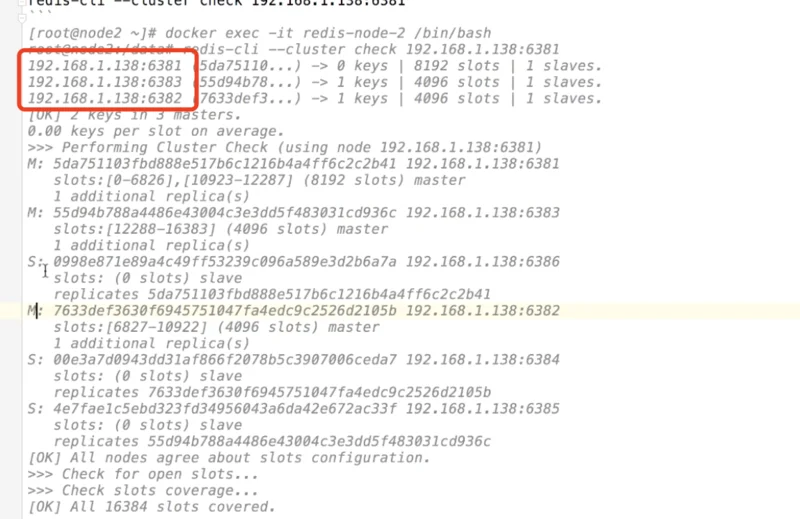 redis-cli --cluster check 192.168.1.138:6381
```
[root@node2 ~]# docker exec -it redis-node-2 /bin/bash
root@node2:/data# redis-cli --cluster check 192.168.1.138:6381
192.168.1.138:6381 (5da75110...) -> 0 keys | 8192 slots | 1 slaves.
192.168.1.138:6383 (55d94b78...) -> 1 keys | 4096 slots | 1 slaves.
192.168.1.138:6382 (7633def3...) -> 1 keys | 4096 slots | 1 slaves.
[OK] 2 keys in 3 masters.
0.00 keys per slot on average.
>>> Performing Cluster Check (using node 192.168.1.138:6381)
M: 5da751103fbd888e517b6c1216b4a4ff6c2c2b41 192.168.1.138:6381
slots:[0-6826],[10923-12287] (8192 slots) master
1 additional replica(s)
M: 55d94b788a4486e43004c3e3dd5f483031cd936c 192.168.1.138:6383
slots:[12288-16383] (4096 slots) master
1 additional replica(s)
S: 0998e871e89a4c49ff53239c096a589e3d2b6a7a 192.168.1.138:6386
slots: (0 slots) slave
replicates 5da751103fbd888e517b6c1216b4a4ff6c2c2b41
M: 7633def3630f6945751047fa4edc9c2526d2105b 192.168.1.138:6382
slots:[6827-10922] (4096 slots) master
1 additional replica(s)
S: 00e3a7d0943dd31af866f2078b5c3907006ceda7 192.168.1.138:6384
slots: (0 slots) slave
replicates 7633def3630f6945751047fa4edc9c2526d2105b
S: 4e7fae1c5ebd323fd34956043a6da42e672ac33f 192.168.1.138:6385
slots: (0 slots) slave
replicates 55d94b788a4486e43004c3e3dd5f483031cd936c
[OK] All nodes agree about slots configuration.
>>> Check for open slots...
>>> Check slots coverage...
[OK] All 16384 slots covered.